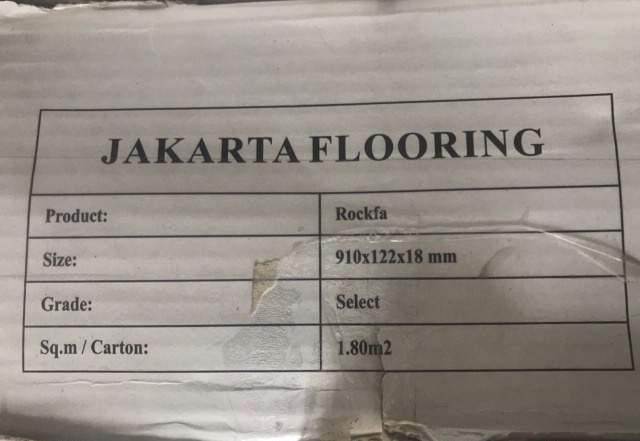 JAKARTA FLOORING
Product: Rockfa
Size: 910x122x18 mm
Grade: Select
Sq.m / Carton: 1.80m2